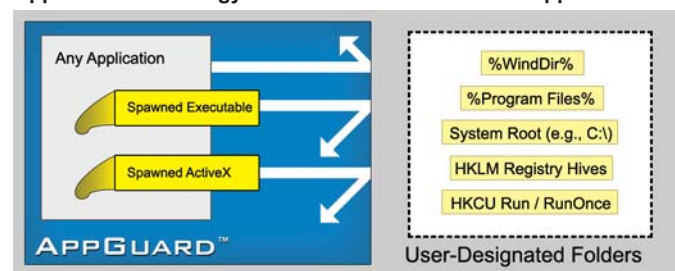 Any Application
Spawned Executable
Spawned ActiveX
APPGUARD™
%WindDir%
%Program Files%
System Root (e.g., C:\)
HKLM Registry Hives
HKCU Run / RunOnce
User-Designated Folders